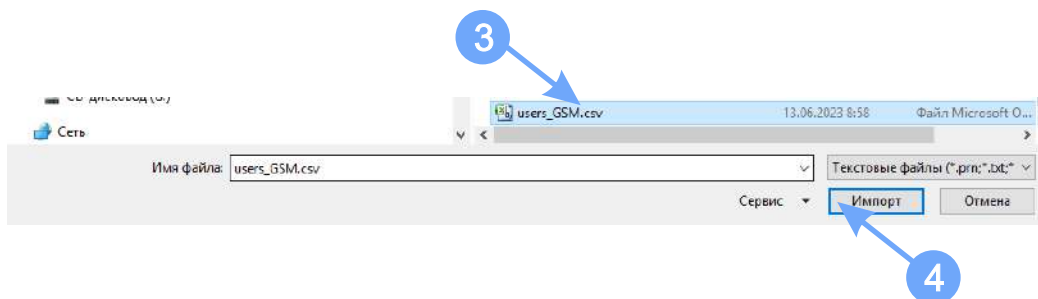 3
users_GSM.csv 13.06.2023 8:58 Файл Microsoft O...
Сеть
Имя файла: users_GSM.csv Текстовые файлы (*.prn;*.txt;*
Сервис Импорт Отмена
4